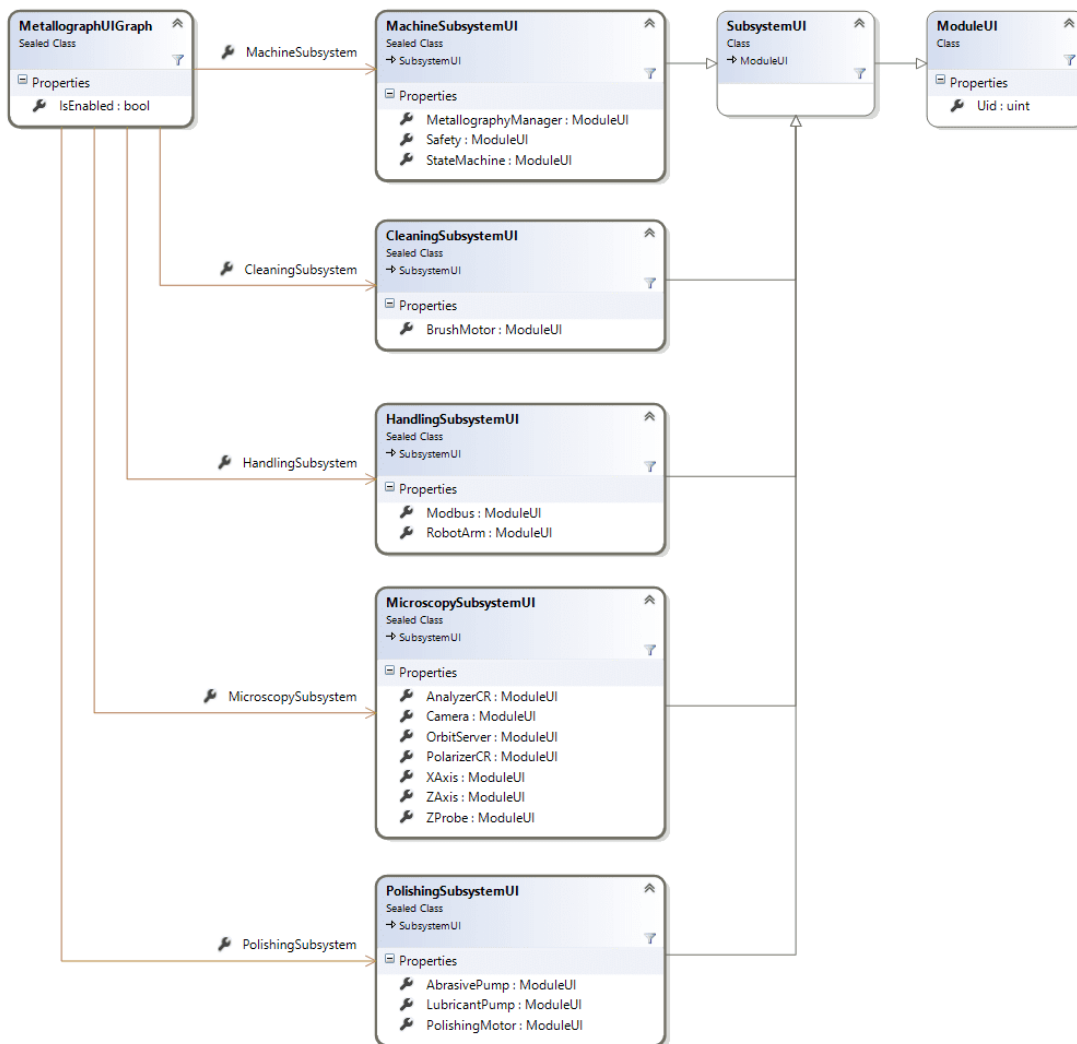 MetallographUIGraph
Sealed Class
Properties
IsEnabled : bool
MachineSubsystem
MachineSubsystemUI
Sealed Class
SubsystemUI
Properties
MetallographyManager : ModuleUI
Safety : ModuleUI
StateMachine : ModuleUI
SubsystemUI
Class
ModuleUI
ModuleUI
Class
Properties
Uid : uint
CleaningSubsystem
CleaningSubsystemUI
Sealed Class
SubsystemUI
Properties
BrushMotor : ModuleUI
HandlingSubsystem
HandlingSubsystemUI
Sealed Class
SubsystemUI
Properties
Modbus : ModuleUI
RobotArm : ModuleUI
MicroscopySubsystem
MicroscopySubsystemUI
Sealed Class
SubsystemUI
Properties
AnalyzerCR : ModuleUI
Camera : ModuleUI
OrbitServer : ModuleUI
PolarizerCR : ModuleUI
XAxis : ModuleUI
ZAxis : ModuleUI
ZProbe : ModuleUI
PolishingSubsystem
PolishingSubsystemUI
Sealed Class
SubsystemUI
Properties
AbrasivePump : ModuleUI
LubricantPump : ModuleUI
PolishingMotor : ModuleUI